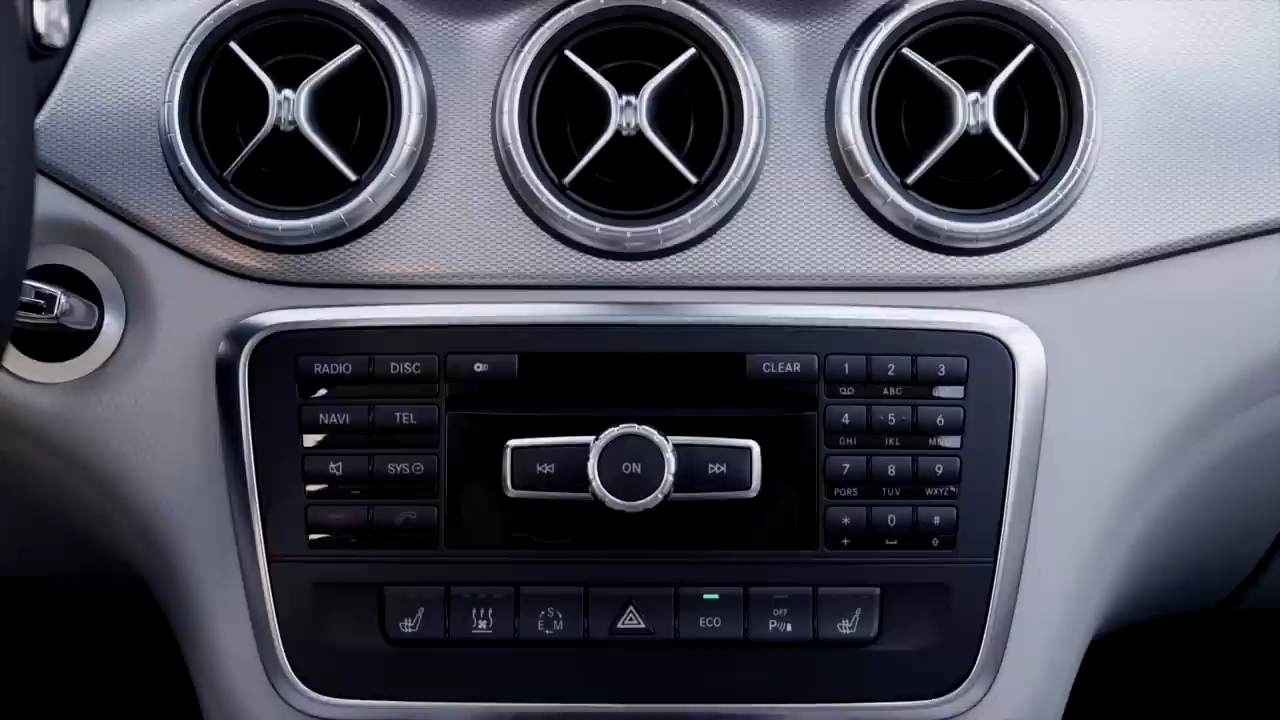 RADIO DISC CLEAR 1 2 3
ABC
NAVI TEL 4 5 6
GHI JKL MN
SYS 7 8 9
PQRS TUV WXYZ
* 0 #
+
ON
S
E M
ECO
OFF
P